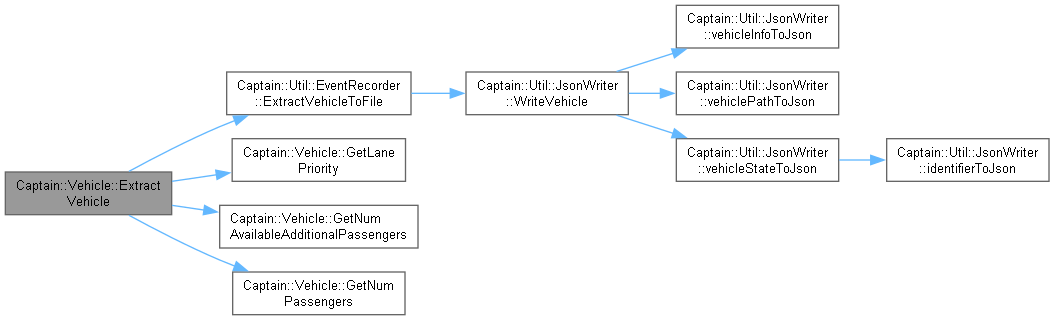 Captain::Vehicle::Extract
Vehicle
Captain::Util::EventRecorder
::ExtractVehicleToFile
Captain::Vehicle::GetLane
Priority
Captain::Vehicle::GetNum
AvailableAdditionalPassengers
Captain::Vehicle::GetNum
Passengers
Captain::Util::JsonWriter
::WriteVehicle
Captain::Util::JsonWriter
::vehicleInfoToJson
Captain::Util::JsonWriter
::vehiclePathToJson
Captain::Util::JsonWriter
::vehicleStateToJson
Captain::Util::JsonWriter
::identifierToJson